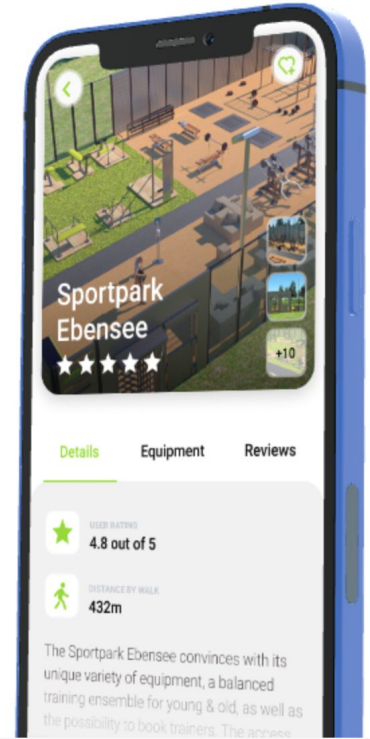 Sportpark
Ebensee
+10
Details Equipment Reviews
USER RATING
4.8 out of 5
DISTANCE BY WALK
432m
The Sportpark Ebensee convinces with its
unique variety of equipment, a balanced
training ensemble for young & old, as well as
the possibility to book trainers. The access